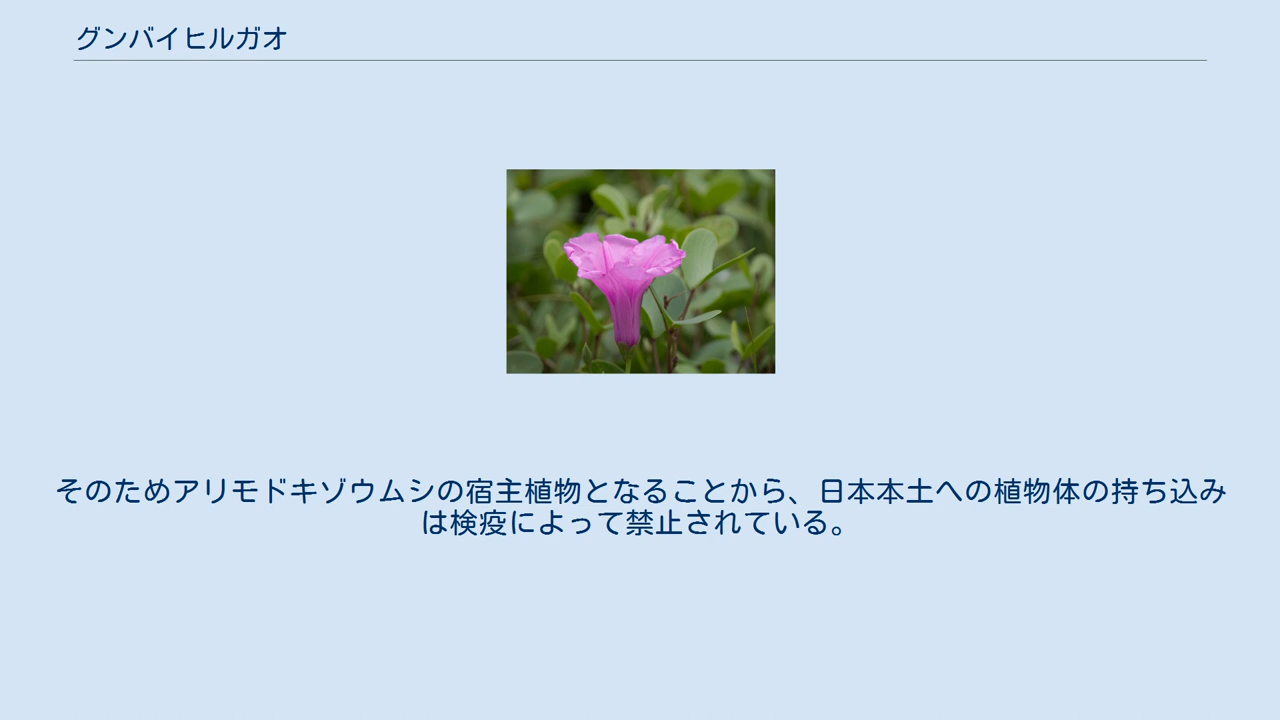 グンバイヒルガオ
そのためアリモドキゾウムシの宿主植物となることから、日本本土への植物体の持ち込み
は検疫によって禁止されている。